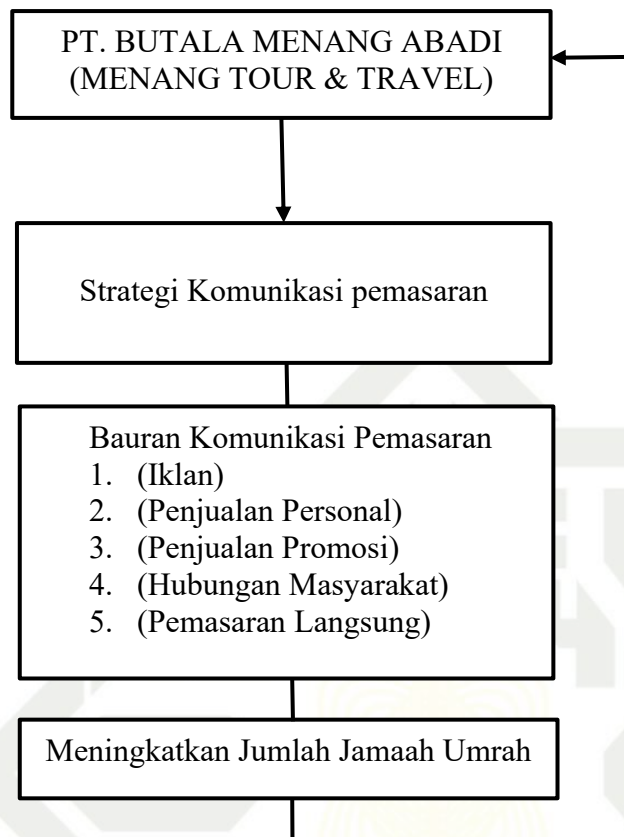 PT. BUTALA MENANG ABADI
(MENANG TOUR & TRAVEL)
Strategi Komunikasi pemasaran
Bauran Komunikasi Pemasaran
1. (Iklan)
2. (Penjualan Personal)
3. (Penjualan Promosi)
4. (Hubungan Masyarakat)
5. (Pemasaran Langsung)
Meningkatkan Jumlah Jamaah Umrah